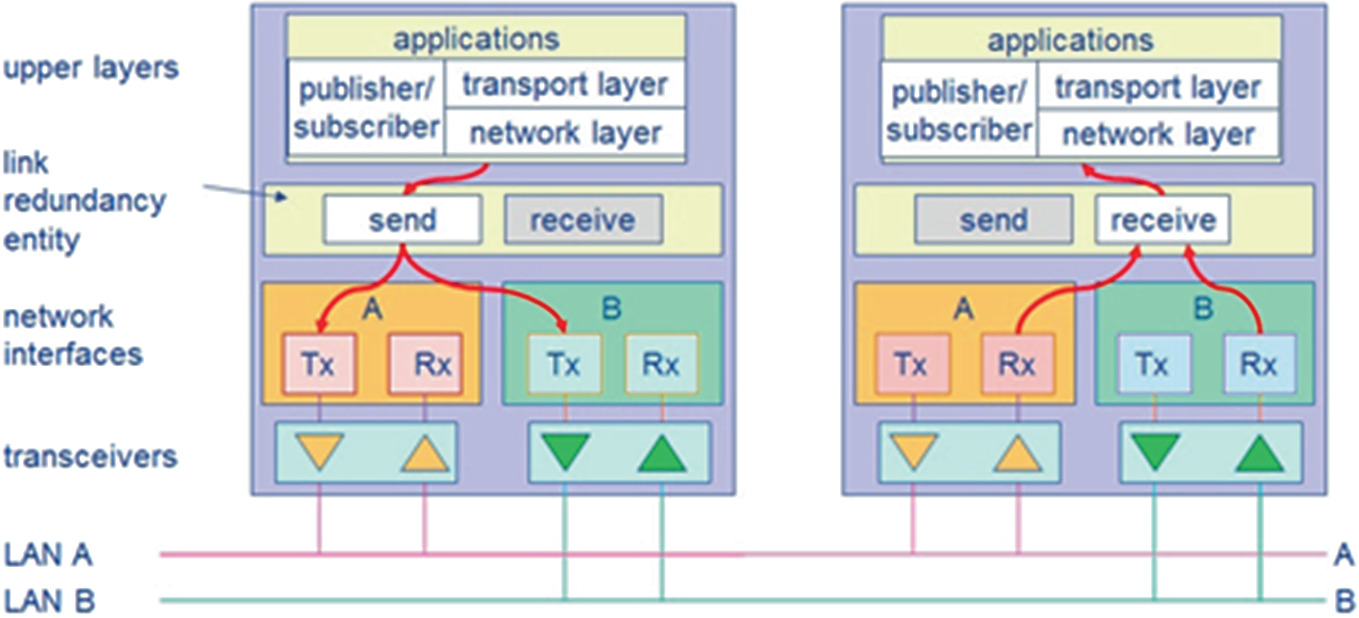 upper layers
link
redundancy
entity
network
interfaces
transceivers
LAN A
LAN B
applications
publisher/
subscriber
transport layer
network layer
send
receive
A
B
Tx
Rx
Tx
Rx
applications
publisher/
subscriber
transport layer
network layer
send
receive
A
B
Tx
Rx
Tx
Rx
A
B